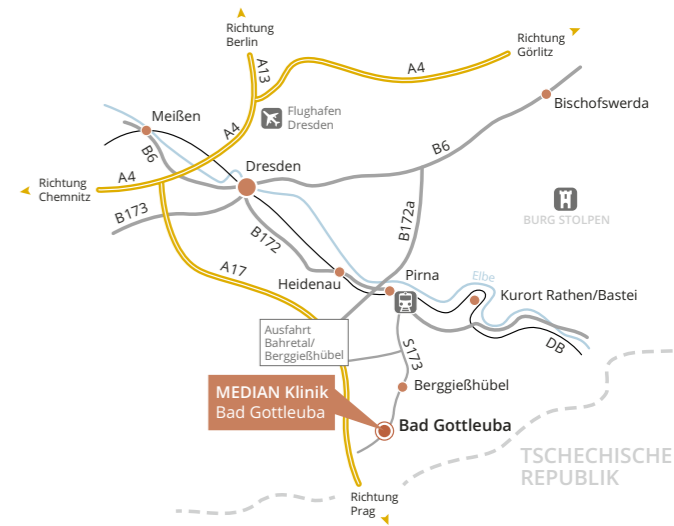 Richtung
Berlin
Richtung
Görlitz
A13
A4
Bischofswerda
Meißen
Flughafen
Dresden
A4
B6
B6
Dresden
A4
Richtung
Chemnitz
B173
B172a
BURG STOLPEN
B172
A17
Heidenau
Pirna
Elbe
Kurort Rathen/Bastei
Ausfahrt
Bahretal/
Berggießhübel
S173
DB
Berggießhübel
MEDIAN Klinik
Bad Gottleuba
Bad Gottleuba
TSCHECHISCHE
REPUBLIK
Richtung
Prag